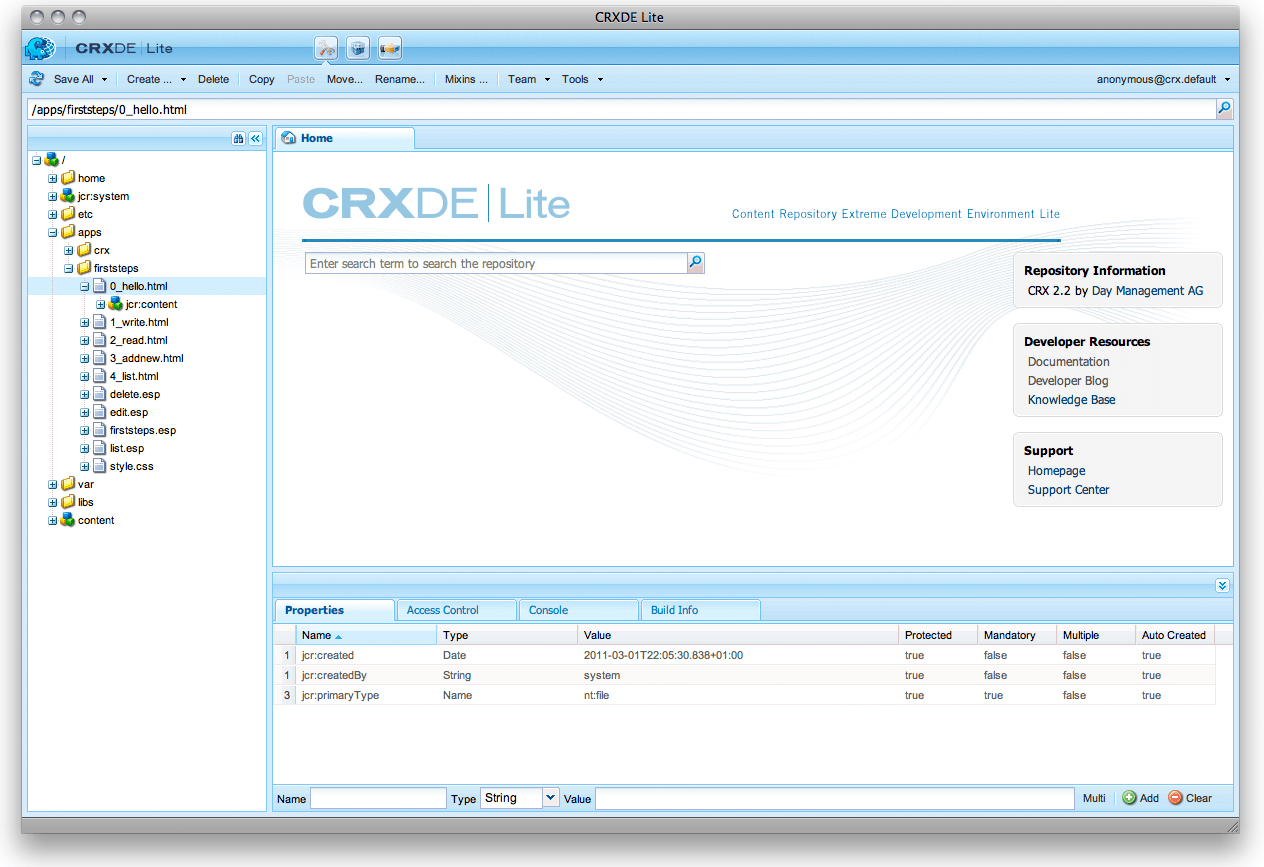 CRXDE Lite
CRXDE | Lite
Save All Create ... Delete Copy Paste Move... Rename... Mixins ... Team Tools anonymous@crx.default
/apps/firststeps/0_hello.html
Home
/
home
jcr:system
etc
apps
crx
firststeps
0_hello.html
jcr:content
1_write.html
2_read.html
3_addnew.html
4_list.html
delete.esp
edit.esp
firststeps.esp
list.esp
style.css
var
libs
content
CRXDE | Lite
Content Repository Extreme Development Environment Lite
Enter search term to search the repository
Repository Information
CRX 2.2 by Day Management AG
Developer Resources
Documentation
Developer Blog
Knowledge Base
Support
Homepage
Support Center
Properties Access Control Console Build Info
Name Type Value Protected Mandatory Multiple Auto Created
1 jcr:created Date 2011-03-01T22:05:30.838+01:00 true false false true
1 jcr:createdBy String system true false false true
3 jcr:primaryType Name nt:file true true false true
Name Type String Value Multi Add Clear